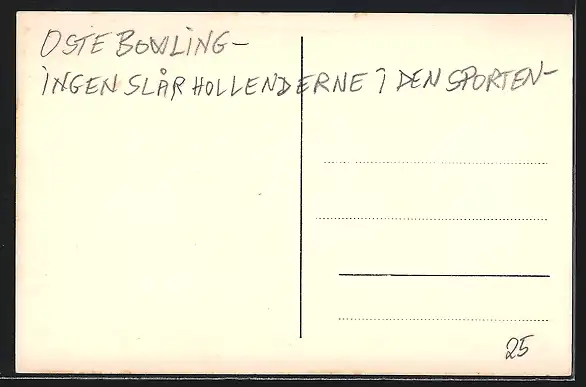 OSTE BOWLING –
INGEN SLÅR HOLLENDERNE I DEN SPORTEN –
25